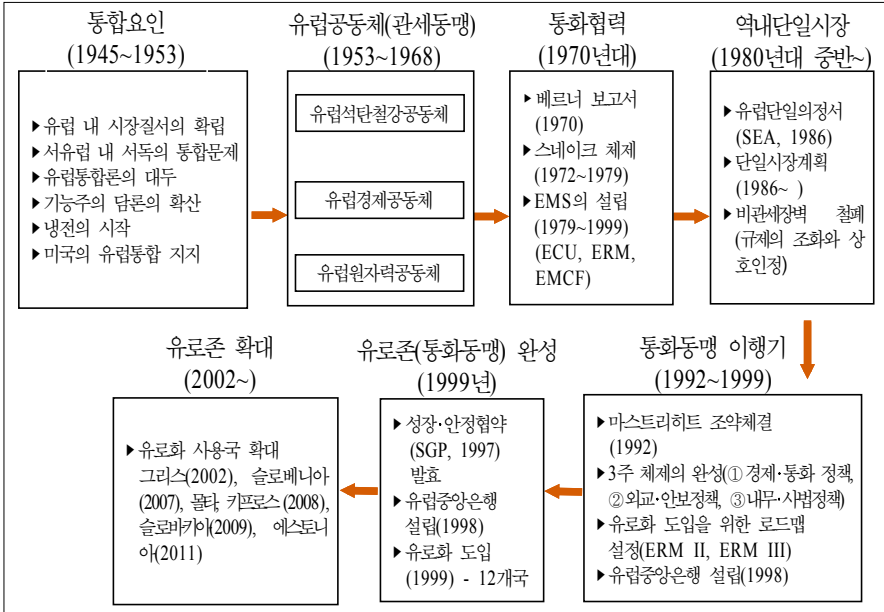 통합요인
(1945~1953)
▶유럽 내 시장질서의 확립
▶서유럽 내 서독의 통합문제
▶유럽통합론의 대두
▶기능주의 담론의 확산
▶냉전의 시작
▶미국의 유럽통합 지지
유럽공동체(관세동맹)
(1953~1968)
유럽석탄철강공동체
유럽경제공동체
유럽원자력공동체
통화협력
(1970년대)
▶베르너 보고서
(1970)
▶스네이크 체제
(1972~1979)
▶EMS의 설립
(1979~1999)
(ECU, ERM,
EMCF)
역내단일시장
(1980년대 중반~)
▶유럽단일의정서
(SEA, 1986)
▶단일시장계획
(1986~ )
▶비관세장벽 철폐
(규제의 조화와 상
호인정)
통화동맹 이행기
(1992~1999)
▶마스트리히트 조약체결
(1992)
▶3주 체제의 완성(①경제·통화 정책,
②외교·안보정책, ③내무·사법정책)
▶유로화 도입을 위한 로드맵
설정(ERM II, ERM III)
▶유럽중앙은행 설립(1998)
유로존(통화동맹) 완성
(1999년)
▶성장·안정협약
(SGP, 1997)
발효
▶유럽중앙은행
설립(1998)
▶유로화 도입
(1999) - 12개국
유로존 확대
(2002~)
▶유로화 사용국 확대
그리스(2002), 슬로베니아
(2007), 몰타, 키프로스(2008),
슬로바키아(2009), 에스토니
아(2011)